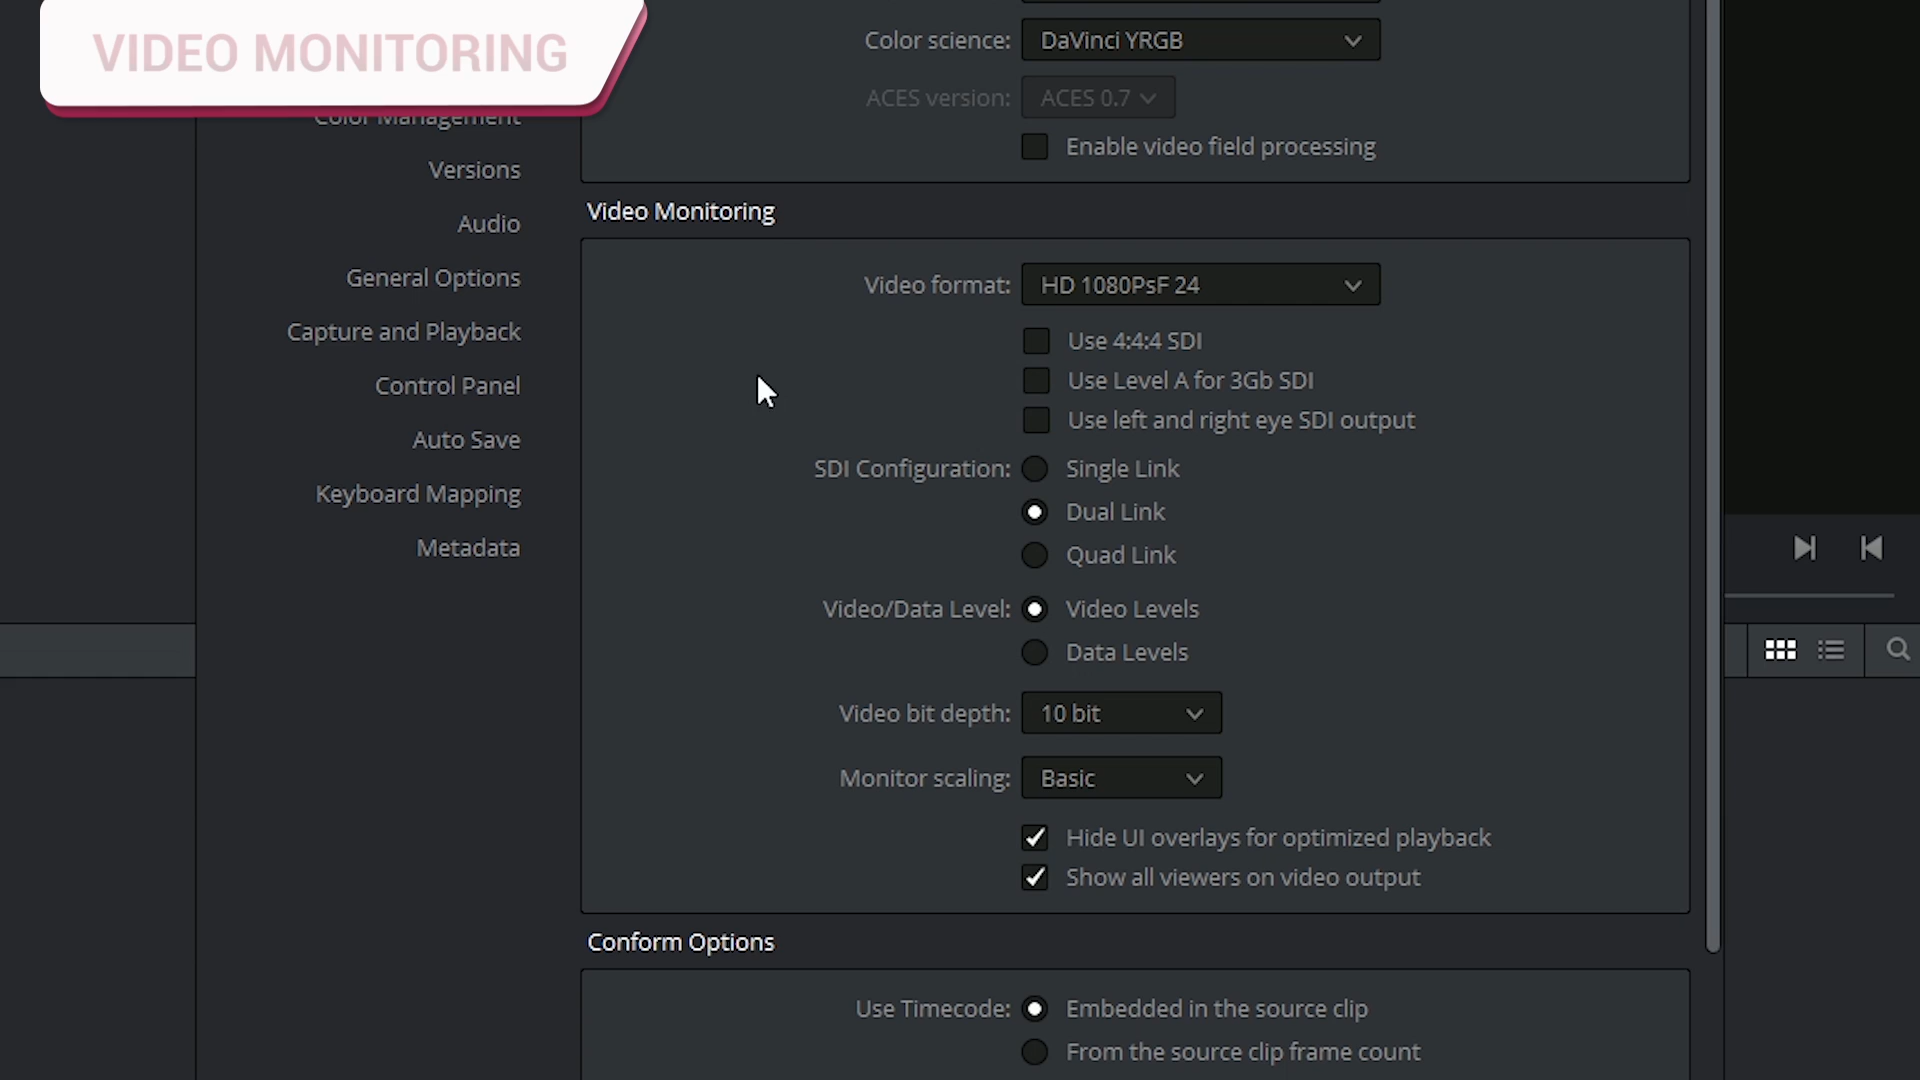 VIDEO MONITORING
Color science: DaVinci YRGB
ACES version: ACES 0.7
Color Management
Enable video field processing
Versions
Video Monitoring
Audio
General Options
Video format: HD 1080PsF 24
Capture and Playback
Use 4:4:4 SDI
Control Panel
Use Level A for 3Gb SDI
Use left and right eye SDI output
Auto Save
SDI Configuration: Single Link
Keyboard Mapping
Dual Link
Metadata
Quad Link
Video/Data Level: Video Levels
Data Levels
Video bit depth: 10 bit
Monitor scaling: Basic
Hide UI overlays for optimized playback
Show all viewers on video output
Conform Options
Use Timecode: Embedded in the source clip
From the source clip frame count